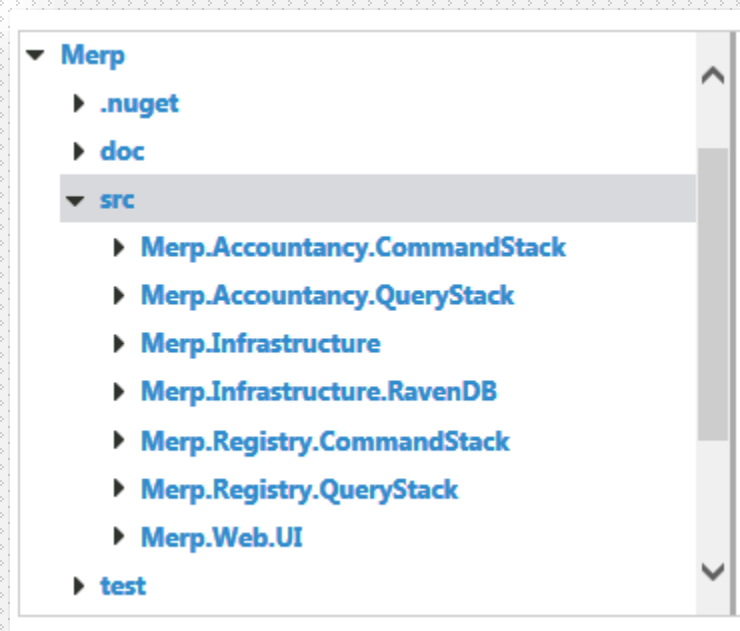 Merp
.nuget
doc
src
Merp.Accountancy.CommandStack
Merp.Accountancy.QueryStack
Merp.Infrastructure
Merp.Infrastructure.RavenDB
Merp.Registry.CommandStack
Merp.Registry.QueryStack
Merp.Web.UI
test